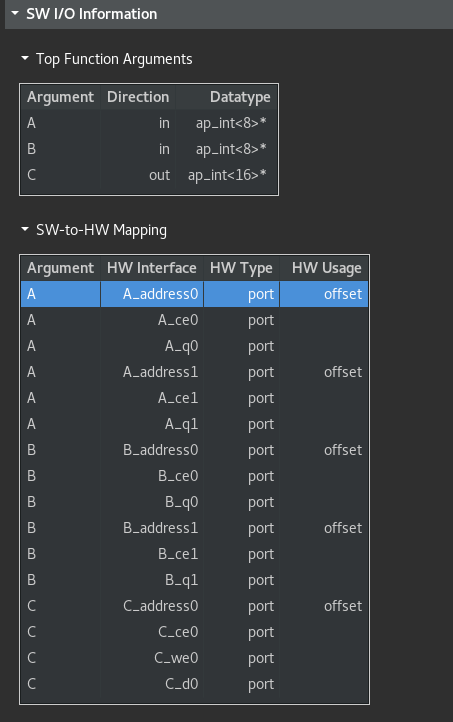 SW I/O Information
Top Function Arguments
Argument Direction Datatype
A in ap_int<8>*
B in ap_int<8>*
C out ap_int<16>*
SW-to-HW Mapping
Argument HW Interface HW Type HW Usage
A A_address0 port offset
A A_ce0 port
A A_q0 port
A A_address1 port offset
A A_ce1 port
A A_q1 port
B B_address0 port offset
B B_ce0 port
B B_q0 port
B B_address1 port offset
B B_ce1 port
B B_q1 port
C C_address0 port offset
C C_ce0 port
C C_we0 port
C C_d0 port